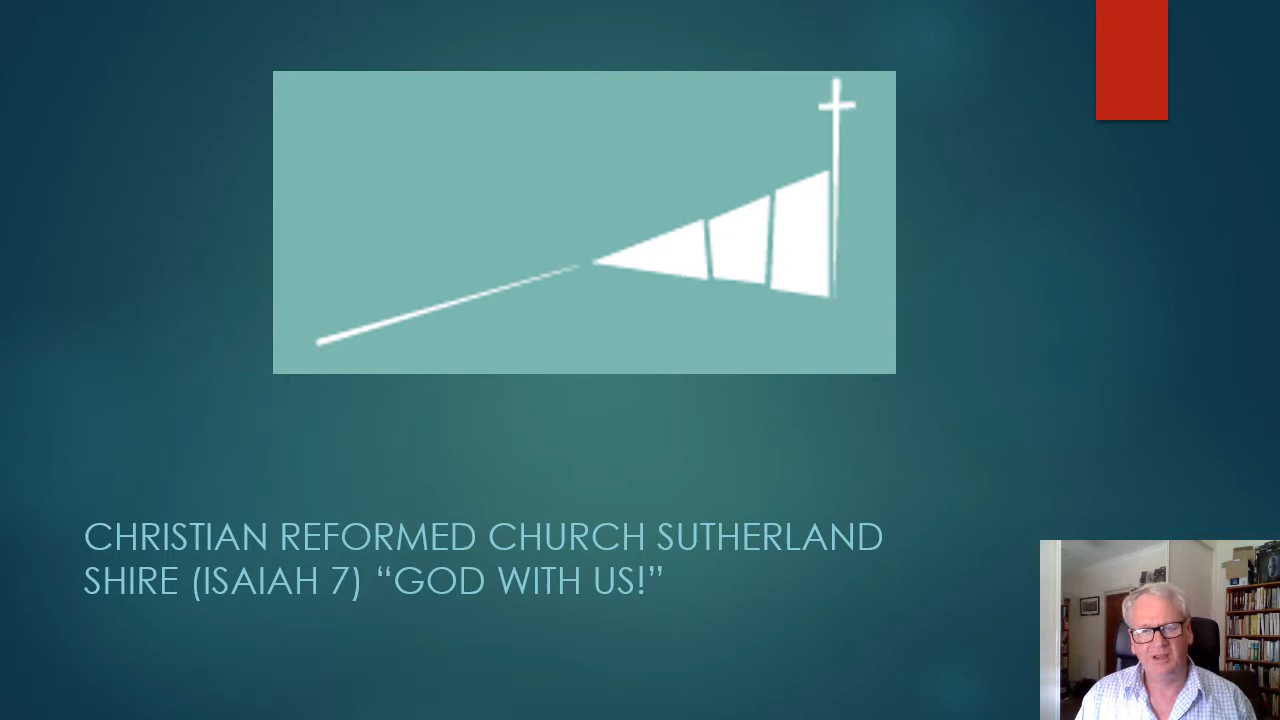 CHRISTIAN REFORMED CHURCH SUTHERLAND
SHIRE (ISAIAH 7) “GOD WITH US!”